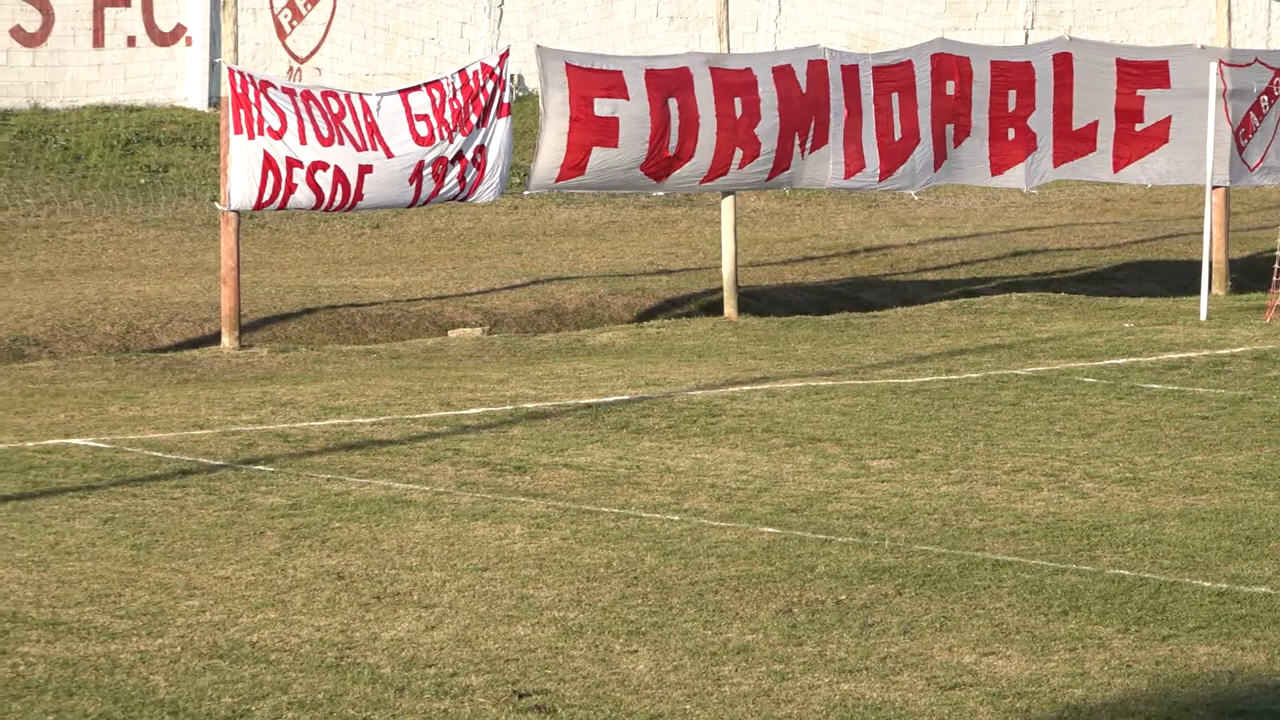 S F.C.
P.P.
HISTORIA GRANDE
DESDE 1939
FORMIDABLE